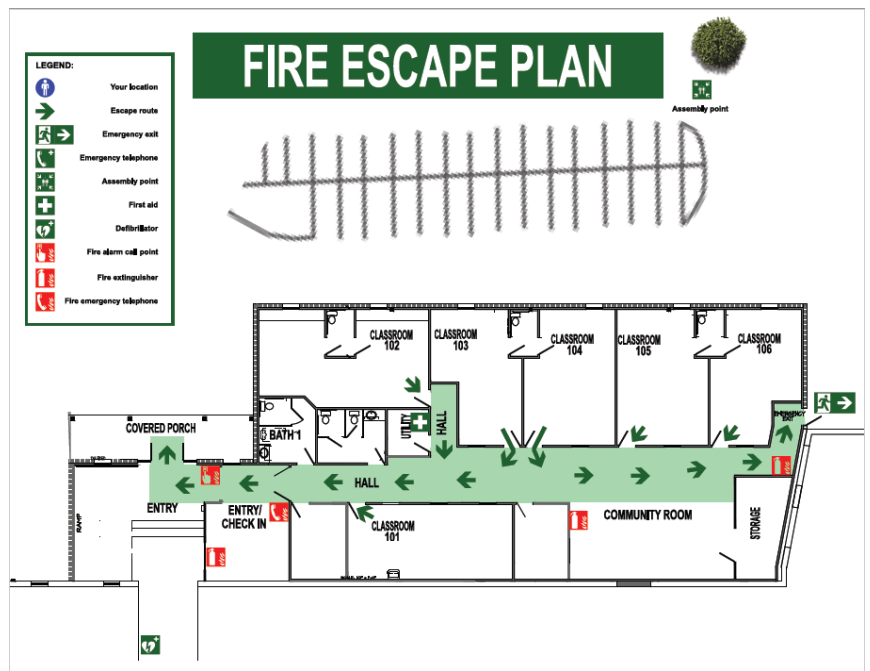 FIRE ESCAPE PLAN
LEGEND:
Your location
Escape route
Emergency exit
Emergency telephone
Assembly point
First aid
Defibrillator
Fire alarm call point
Fire extinguisher
Fire emergency telephone
Assembly point
CLASSROOM
102
CLASSROOM
103
CLASSROOM
104
CLASSROOM
105
CLASSROOM
106
EMERGENCY
EXIT
COVERED PORCH
BATH 1
UTILITY
HALL
HALL
ENTRY
ENTRY/
CHECK IN
RAMP
CLASSROOM
101
COMMUNITY ROOM
STORAGE